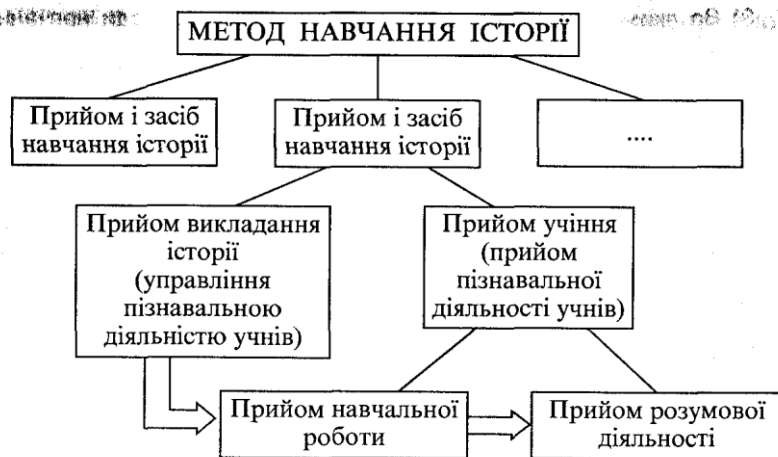 МЕТОД НАВЧАННЯ ІСТОРІЇ
Прийом і засіб
навчання історії
Прийом і засіб
навчання історії
....
Прийом викладання
історії
(управління
пізнавальною
діяльністю учнів)
Прийом учіння
(прийом
пізнавальної
діяльності учнів)
Прийом навчальної
роботи
Прийом розумової
діяльності